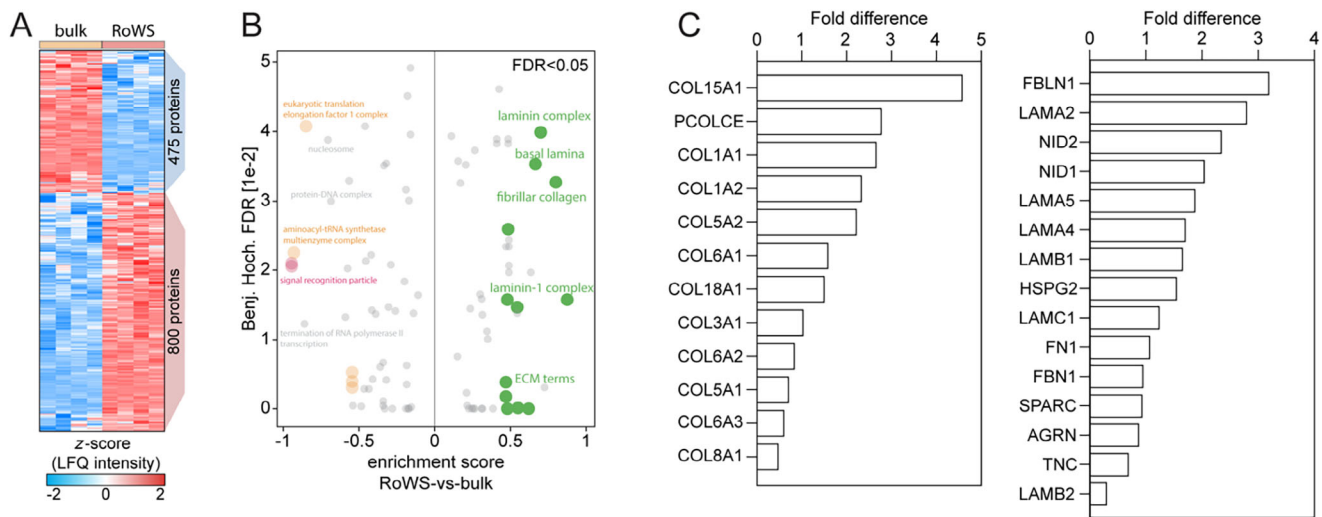 A
bulk RoWS
475 proteins
800 proteins
z-score
(LFQ intensity)
-2 0 2
B
Benj. Hoch. FDR [1e-2]
5
4
3
2
1
0
FDR<0.05
eukaryotic translation
elongation factor 1 complex
nucleosome
protein-DNA complex
aminoacyl-tRNA synthetase
multienzyme complex
signal recognition particle
termination of RNA polymerase II
transcription
laminin complex
basal lamina
fibrillar collagen
laminin-1 complex
ECM terms
-1 -0.5 0 0.5 1
enrichment score
RoWS-vs-bulk
C
Fold difference
0 1 2 3 4 5
COL15A1
PCOLCE
COL1A1
COL1A2
COL5A2
COL6A1
COL18A1
COL3A1
COL6A2
COL5A1
COL6A3
COL8A1
Fold difference
0 1 2 3 4
FBLN1
LAMA2
NID2
NID1
LAMA5
LAMA4
LAMB1
HSPG2
LAMC1
FN1
FBN1
SPARC
AGRN
TNC
LAMB2